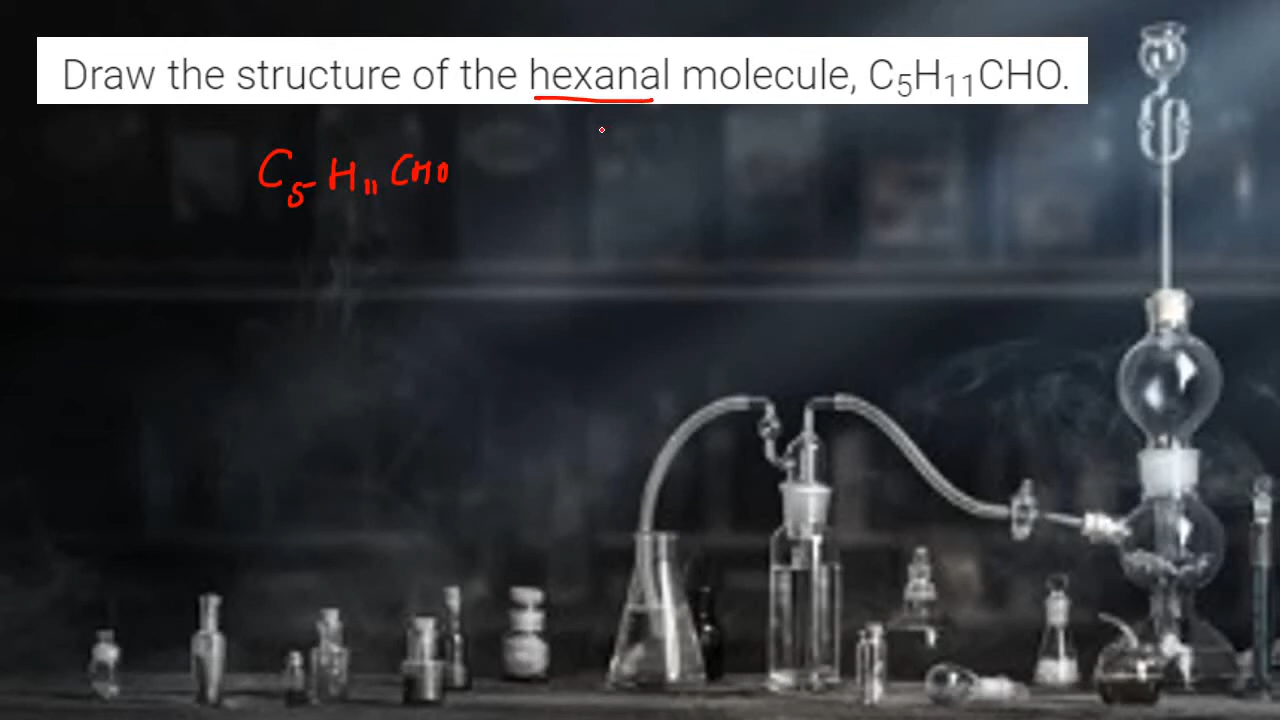 Draw the structure of the hexanal molecule, C₅H₁₁CHO.
C₅H₁₁CHO